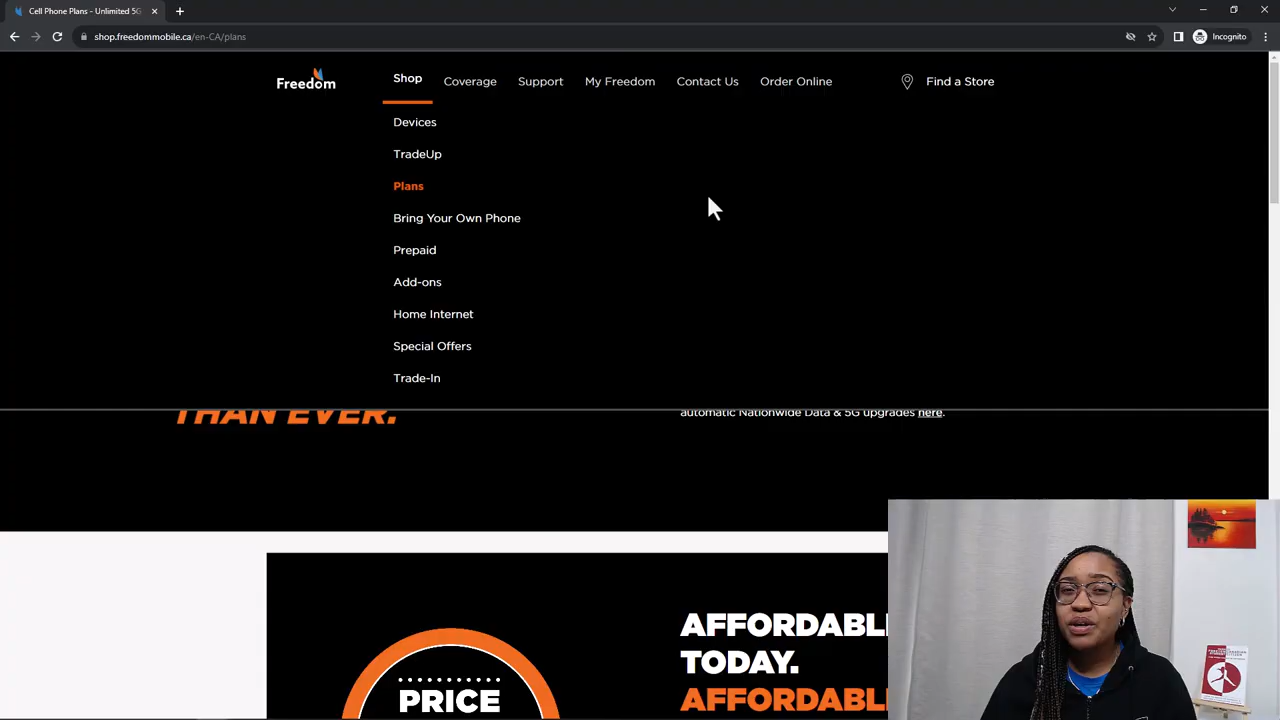 Cell Phone Plans - Unlimited 5G
shop.freedommobile.ca/en-CA/plans
Incognito
Freedom
Shop
Coverage
Support
My Freedom
Contact Us
Order Online
Find a Store
Devices
TradeUp
Plans
Bring Your Own Phone
Prepaid
Add-ons
Home Internet
Special Offers
Trade-In
THAN EVER.
automatic Nationwide Data & 5G upgrades here.
PRICE
AFFORDABL
TODAY.
AFFORDABL